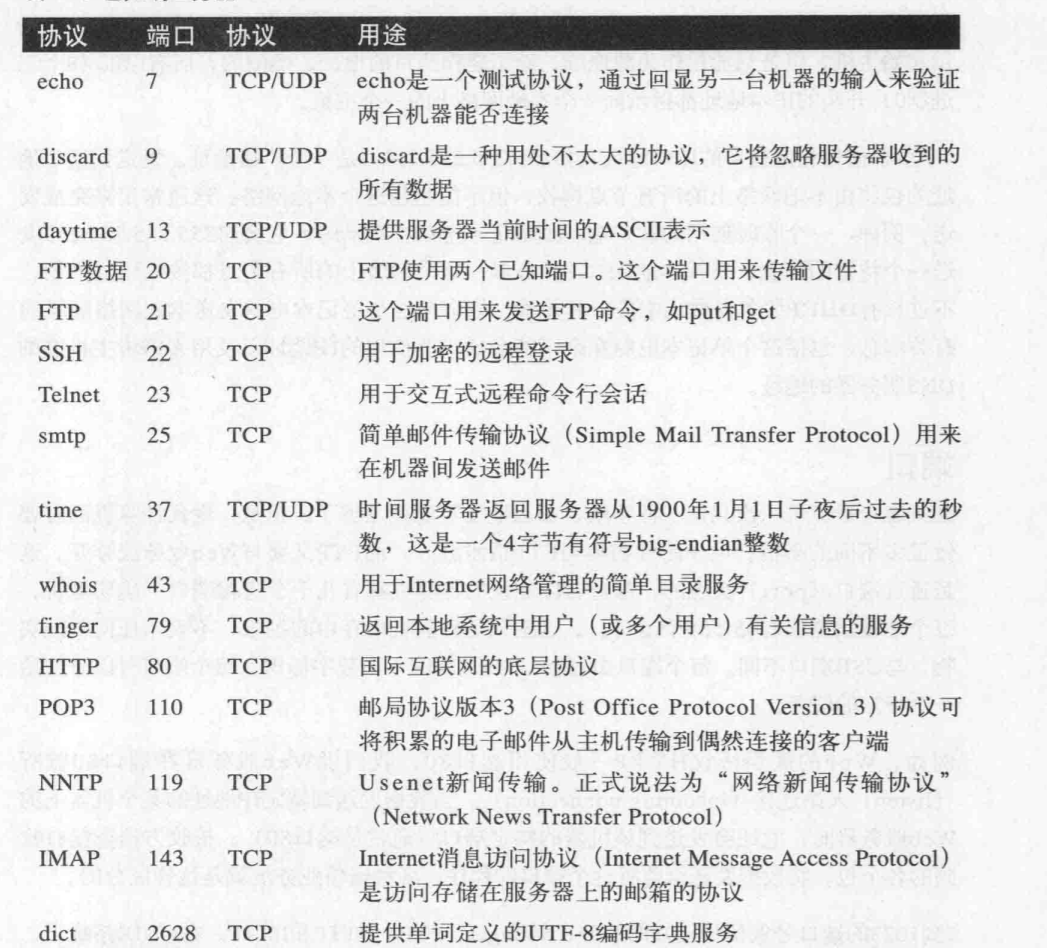 协议 端口 协议 用途
echo 7 TCP/UDP echo是一个测试协议，通过回显另一台机器的输入来验证
两台机器能否连接
discard 9 TCP/UDP discard是一种用处不太大的协议，它将忽略服务器收到的
所有数据
daytime 13 TCP/UDP 提供服务器当前时间的ASCII表示
FTP数据 20 TCP FTP使用两个已知端口。这个端口用来传输文件
FTP 21 TCP 这个端口用来发送FTP命令，如put和get
SSH 22 TCP 用于加密的远程登录
Telnet 23 TCP 用于交互式远程命令行会话
smtp 25 TCP 简单邮件传输协议（Simple Mail Transfer Protocol）用来
在机器间发送邮件
time 37 TCP/UDP 时间服务器返回服务器从1900年1月1日子夜后过去的秒
数，这是一个4字节有符号big-endian整数
whois 43 TCP 用于Internet网络管理的简单目录服务
finger 79 TCP 返回本地系统中用户（或多个用户）有关信息的服务
HTTP 80 TCP 国际互联网的底层协议
POP3 110 TCP 邮局协议版本3（Post Office Protocol Version 3）协议可
将积累的电子邮件从主机传输到偶然连接的客户端
NNTP 119 TCP Usenet新闻传输。正式说法为“网络新闻传输协议”
（Network News Transfer Protocol）
IMAP 143 TCP Internet消息访问协议（Internet Message Access Protocol）
是访问存储在服务器上的邮箱的协议
dict 2628 TCP 提供单词定义的UTF-8编码字典服务